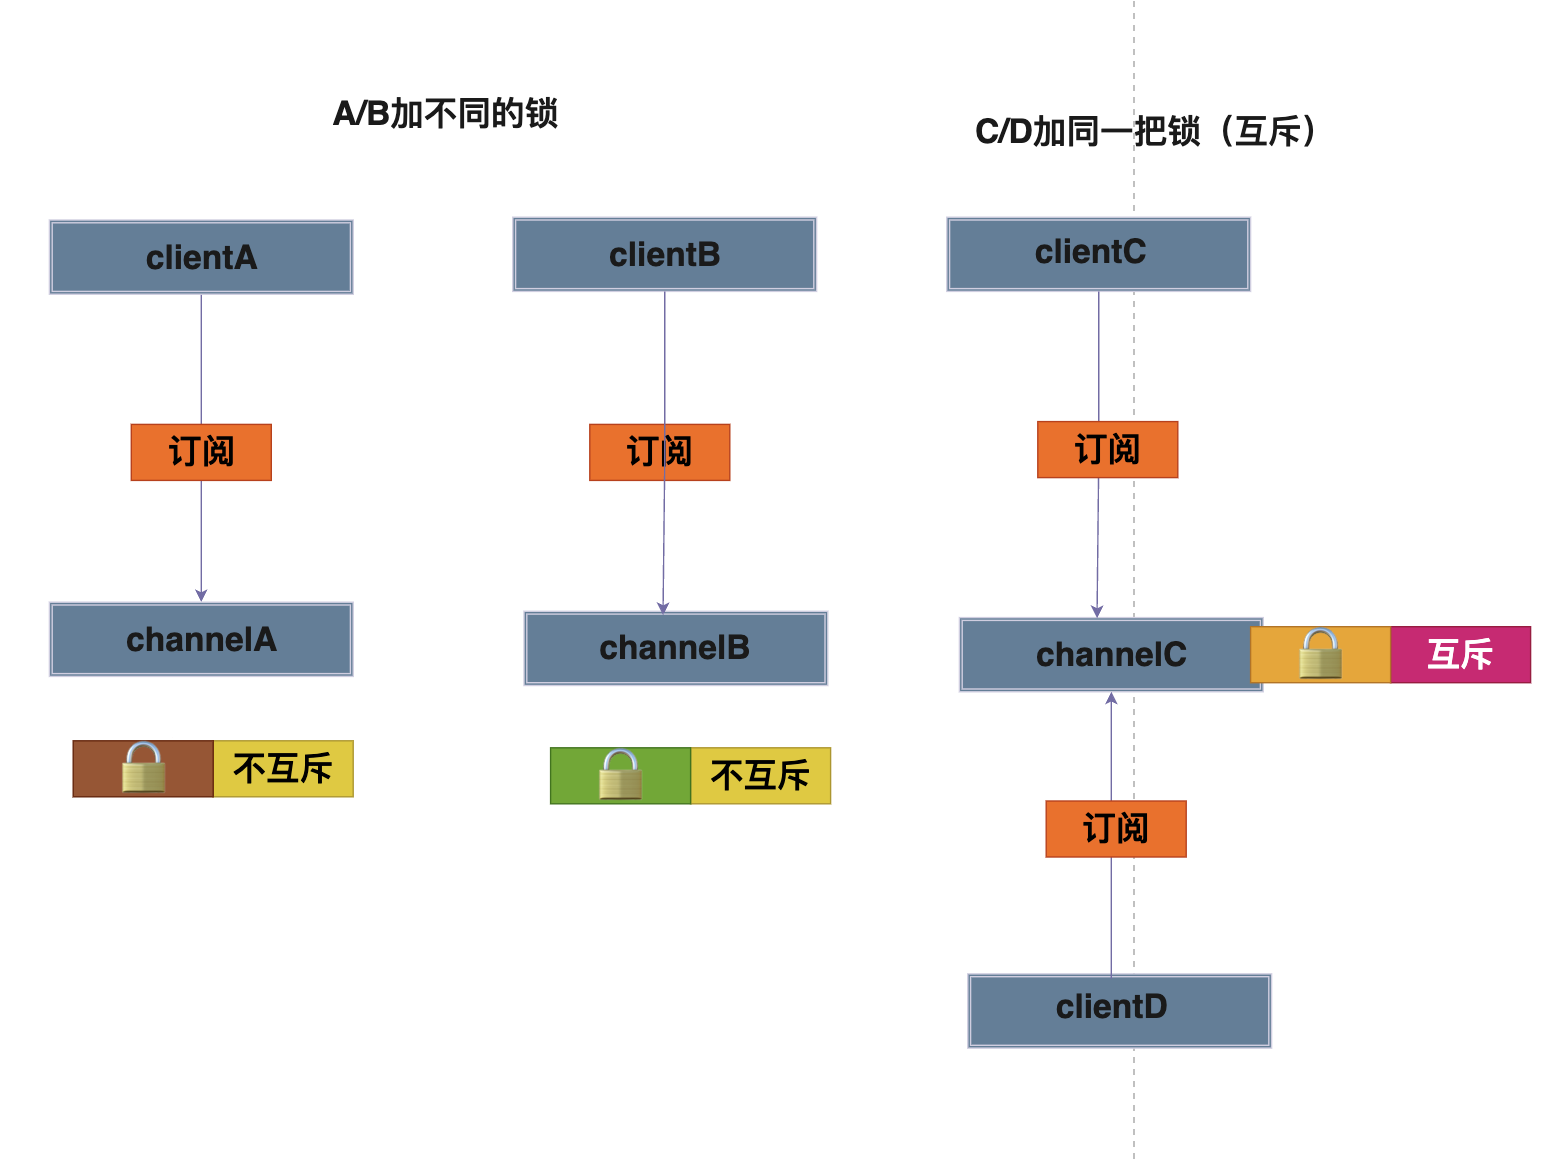 A/B加不同的锁
C/D加同一把锁（互斥）
clientA
clientB
clientC
订阅
订阅
订阅
channelA
channelB
channelC
互斥
不互斥
不互斥
订阅
clientD